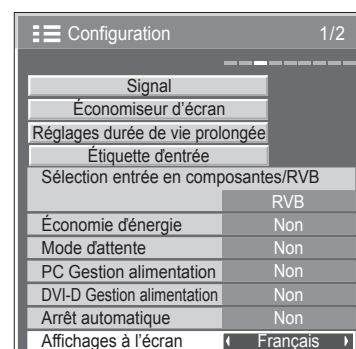 Configuration 1/2
Signal
Économiseur d'écran
Réglages durée de vie prolongée
Étiquette d'entrée
Sélection entrée en composantes/RVB
RVB
Économie d'énergie Non
Mode d'attente Non
PC Gestion alimentation Non
DVI-D Gestion alimentation Non
Arrêt automatique Non
Affichages à l'écran Français